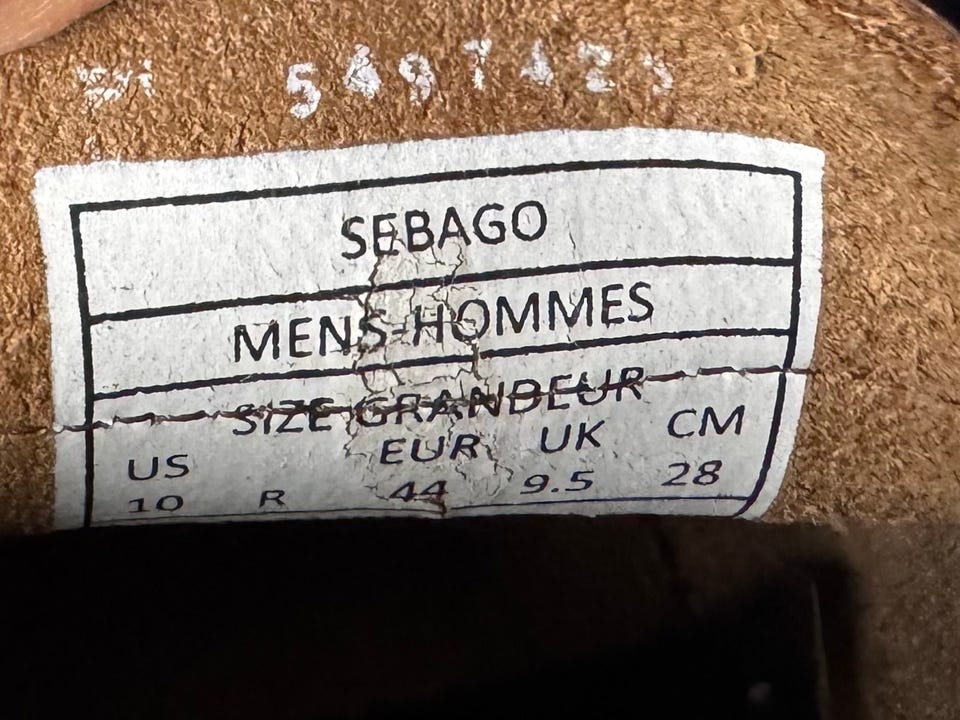 SEBAGO
MENS-HOMMES
SIZE GRANDEUR
US EUR UK CM
10 R 44 9.5 28